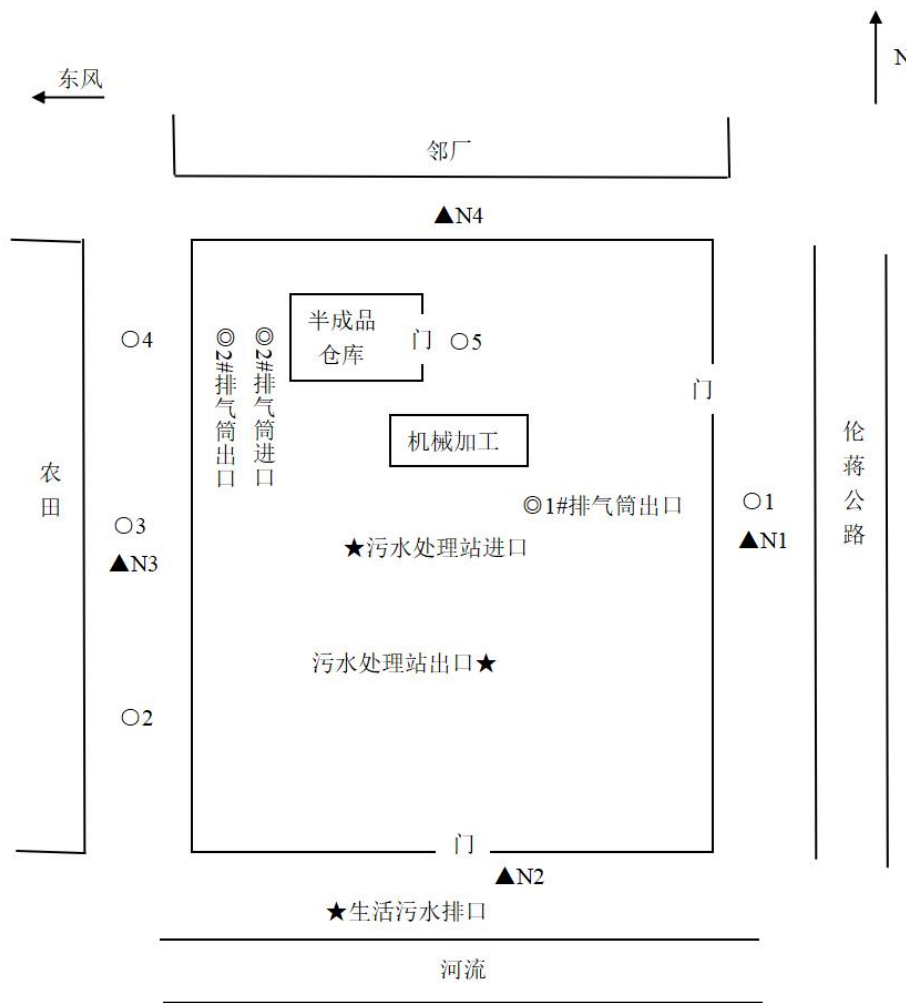 N
东风
邻厂
▲N4
半成品
仓库
门
○5
○4
◎2#排气筒出口
◎2#排气筒进口
门
机械加工
伦蒋公路
农田
◎1#排气筒出口
○1
○3
★污水处理站进口
▲N1
▲N3
污水处理站出口★
○2
门
▲N2
★生活污水排口
河流